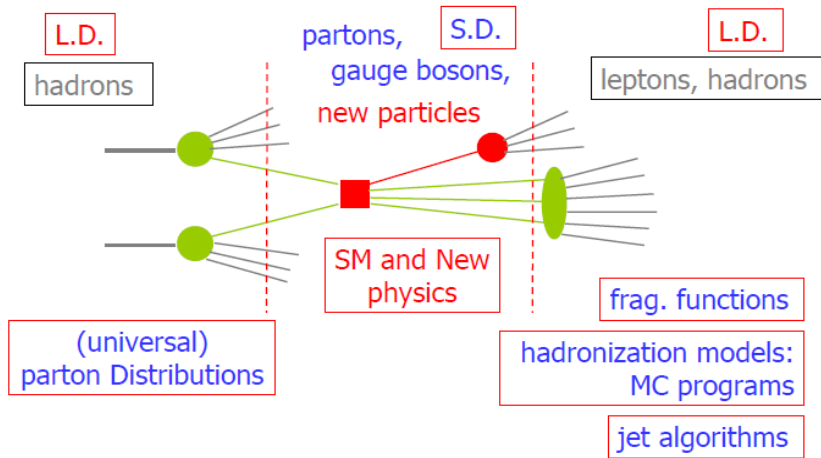 L.D.
hadrons
partons,
S.D.
gauge bosons,
new particles
L.D.
leptons, hadrons
SM and New
physics
(universal)
parton Distributions
frag. functions
hadronization models:
MC programs
jet algorithms